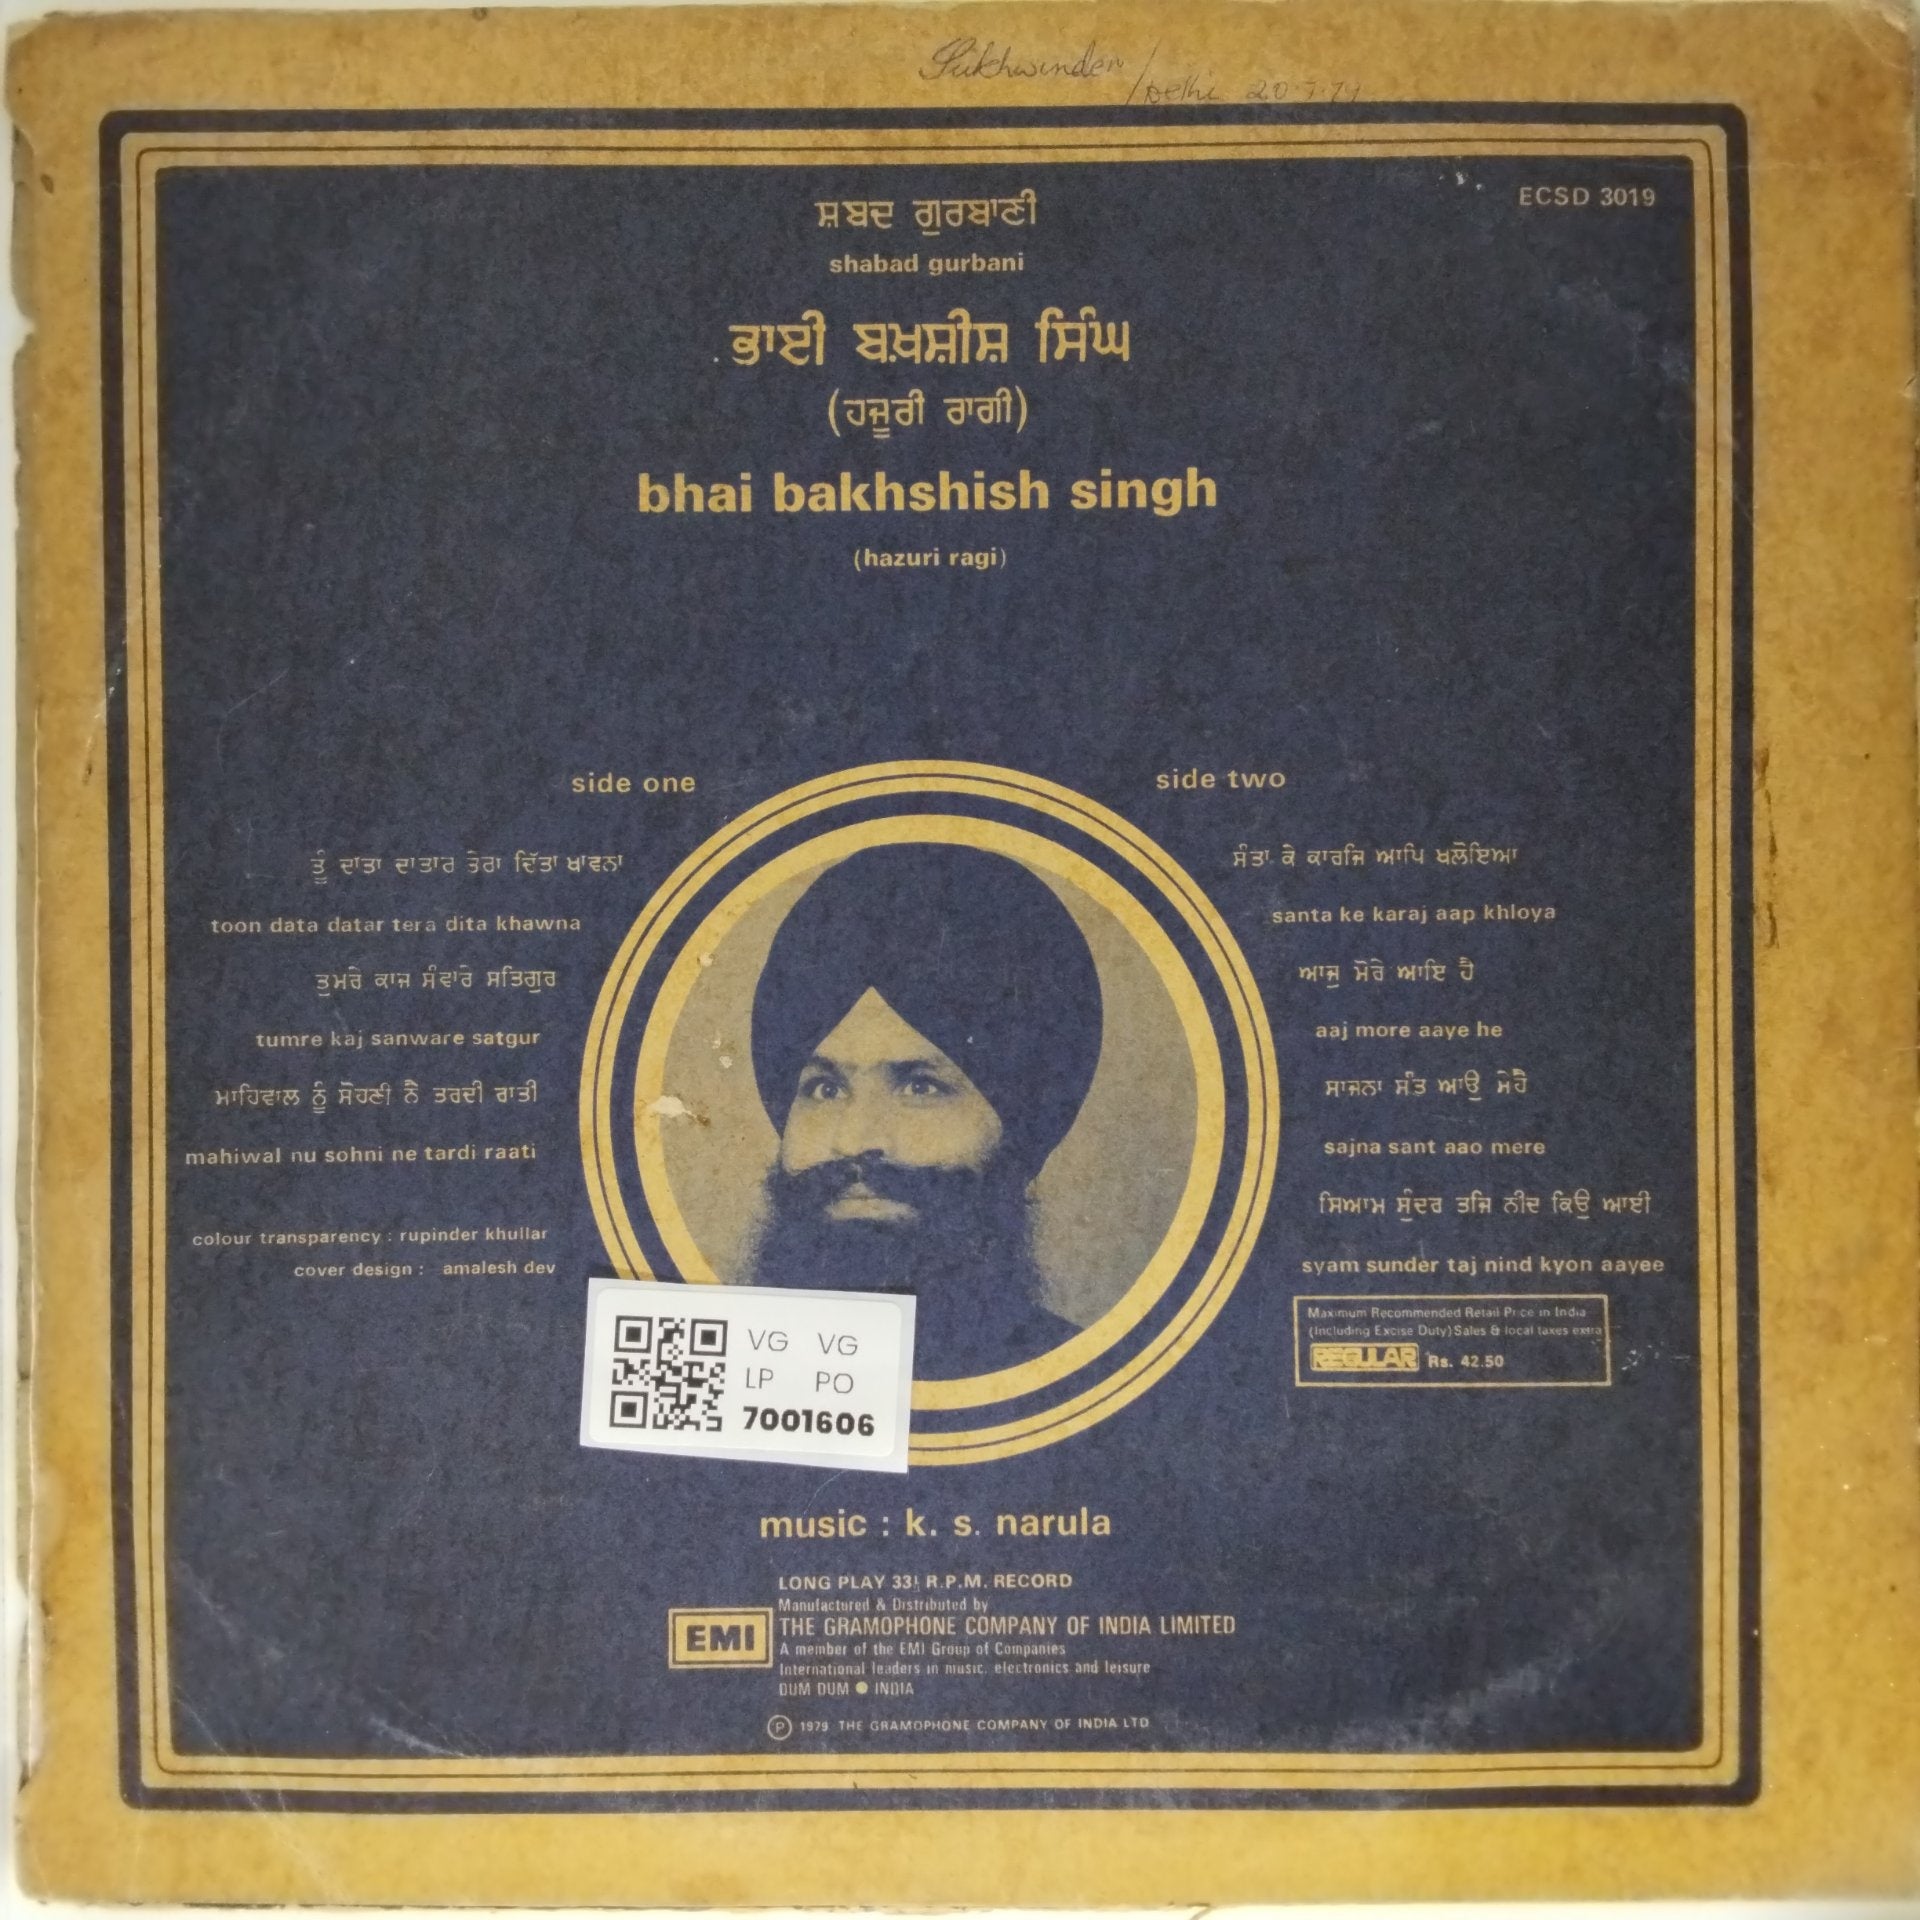 Sukhwinder
Delhi 20.7.79
ECSD 3019
ਸ਼ਬਦ ਗੁਰਬਾਣੀ
shabad gurbani
ਭਾਈ ਬਖ਼ਸ਼ੀਸ਼ ਸਿੰਘ
(ਹਜੂਰੀ ਰਾਗੀ)
bhai bakhshish singh
(hazuri ragi)
side one
ਤੂੰ ਦਾਤਾ ਦਾਤਾਰ ਤੇਰਾ ਦਿੱਤਾ ਖਾਵਨਾ
toon data datar tera dita khawna
ਤੁਮਰੇ ਕਾਜ ਸੰਵਾਰੇ ਸਤਿਗੁਰ
tumre kaj sanware satgur
ਮਾਹਿਵਾਲ ਨੂੰ ਸੋਹਣੀ ਨੈ ਤਰਦੀ ਰਾਤੀ
mahiwal nu sohni ne tardi raati
colour transparency : rupinder khullar
cover design : amalesh dev
side two
ਸੰਤਾ ਕੇ ਕਾਰਜਿ ਆਪਿ ਖਲੋਇਆ
santa ke karaj aap khloya
ਆਜੁ ਮੋਰੇ ਆਇ ਹੈ
aaj more aaye he
ਸਾਜਨਾ ਸੰਤ ਆਉ ਮੇਰੈ
sajna sant aao mere
ਸਿਆਮ ਸੁੰਦਰ ਤਜਿ ਨੀਦ ਕਿਉ ਆਈ
syam sunder taj nind kyon aayee
Maximum Recommended Retail Price in India
(Including Excise Duty) Sales & local taxes extra
REGULAR Rs. 42.50
VG VG
LP PO
7001606
music : k. s. narula
LONG PLAY 33⅓ R.P.M. RECORD
Manufactured & Distributed by
EMI THE GRAMOPHONE COMPANY OF INDIA LIMITED
A member of the EMI Group of Companies
International leaders in music, electronics and leisure
DUM DUM ● INDIA
Ⓟ 1979 THE GRAMOPHONE COMPANY OF INDIA LTD